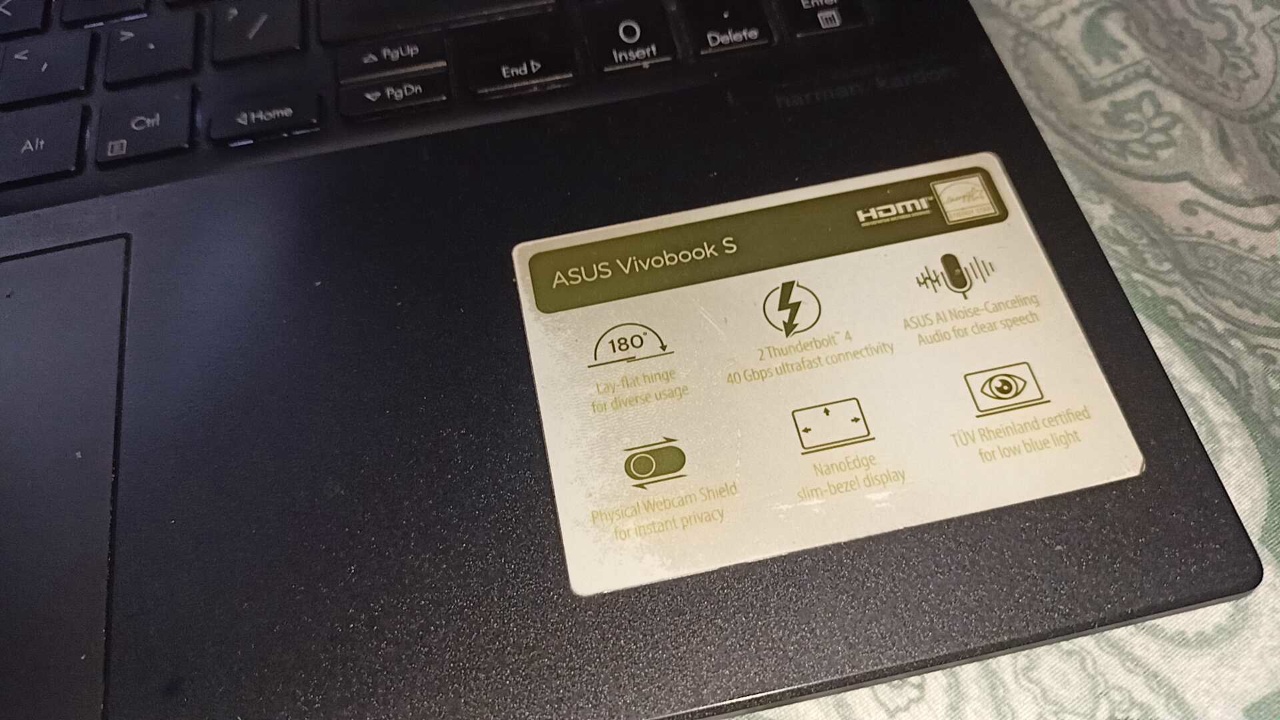 < ,
> .
? /
PgUp
PgDn
End
O
Insert
.
Delete
Enter
Alt
Ctrl
Home
harman/kardon
ASUS Vivobook S
HDMI
180°
Lay-flat hinge
for diverse usage
2 Thunderbolt™ 4
40 Gbps ultrafast connectivity
ASUS AI Noise-Canceling
Audio for clear speech
Physical Webcam Shield
for instant privacy
NanoEdge
slim-bezel display
TÜV Rheinland certified
for low blue light